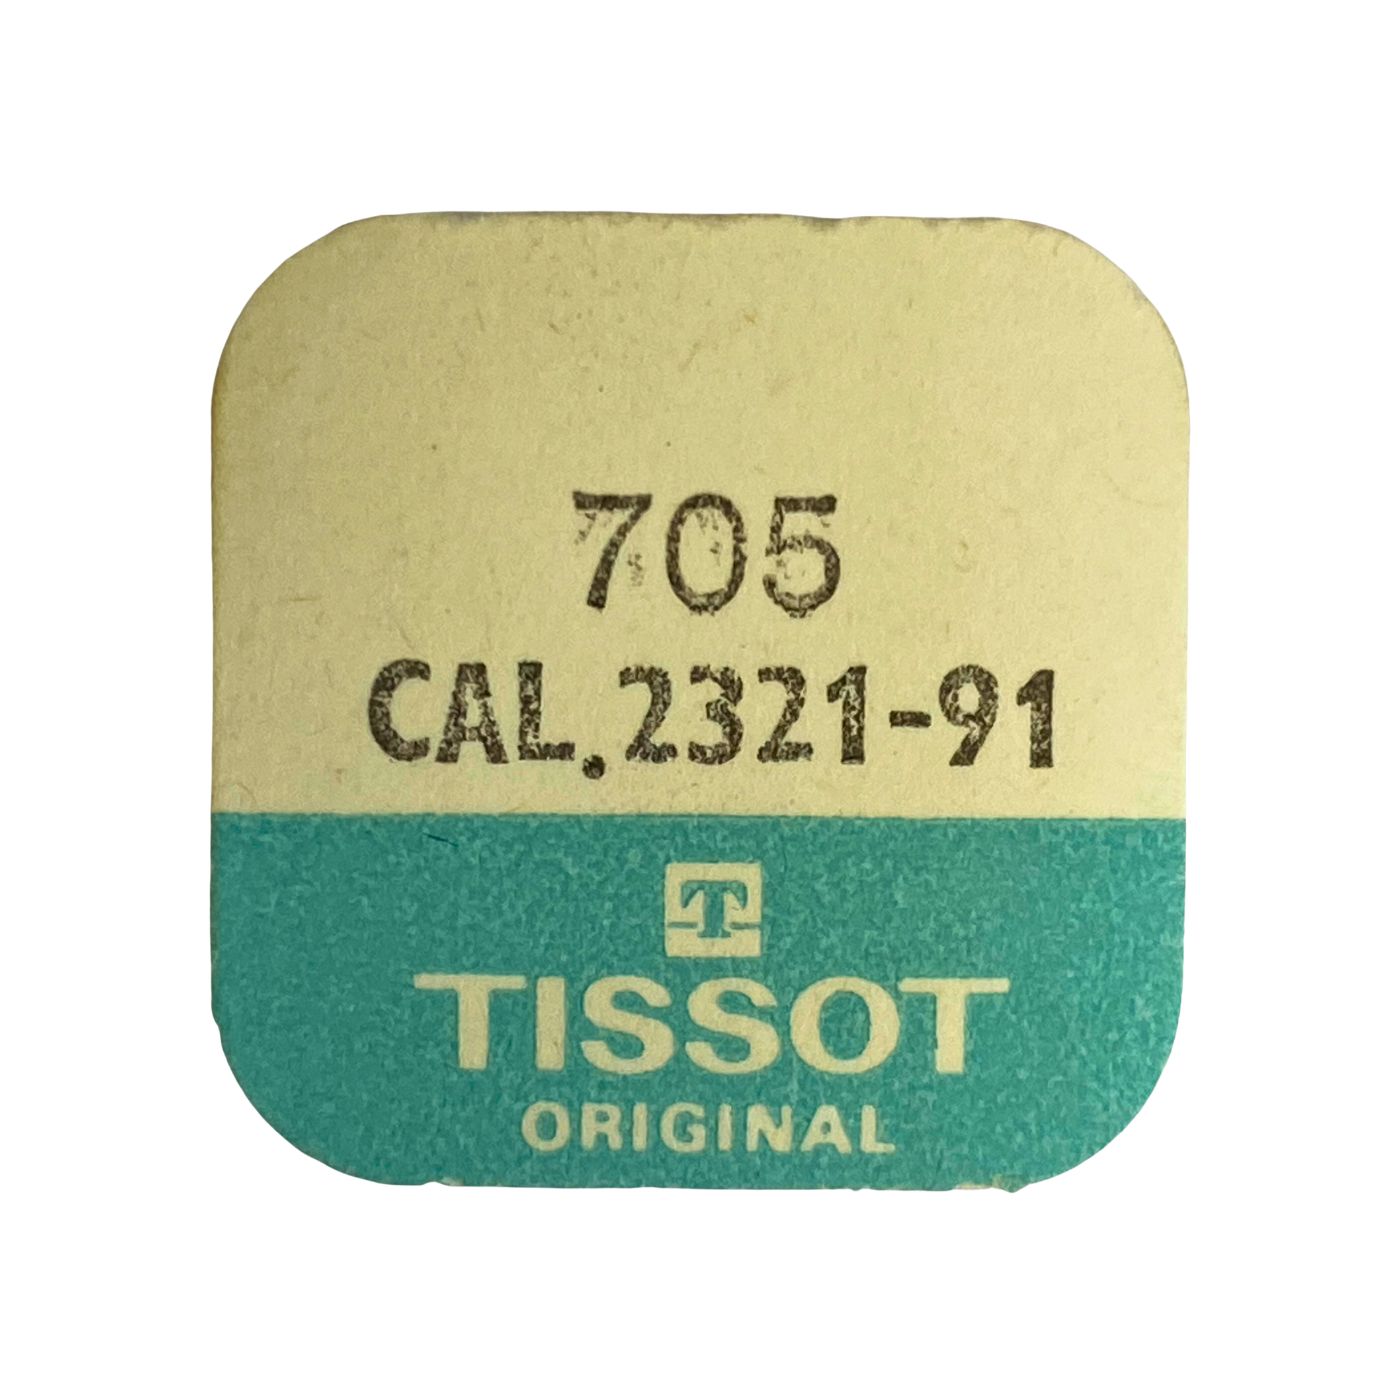 705
CAL.2321-91
T
TISSOT
ORIGINAL